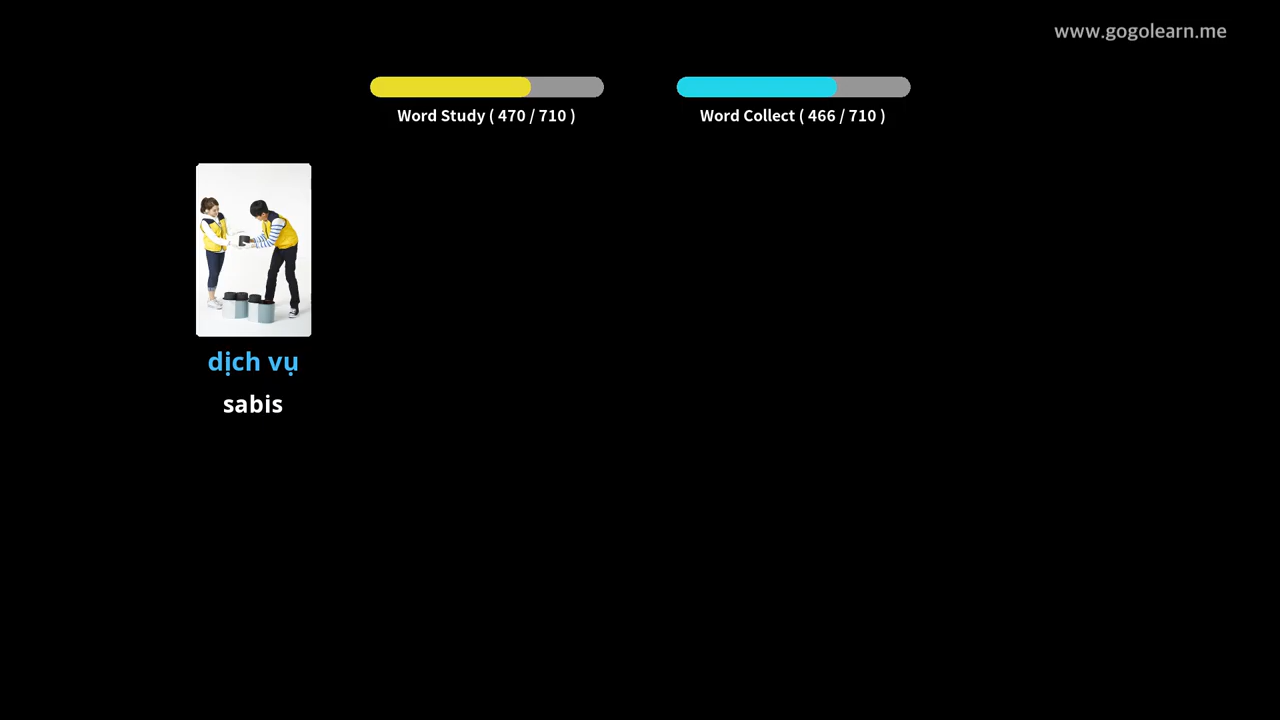 www.gogolearn.me
Word Study ( 470 / 710 )
Word Collect ( 466 / 710 )
dịch vụ
sabis